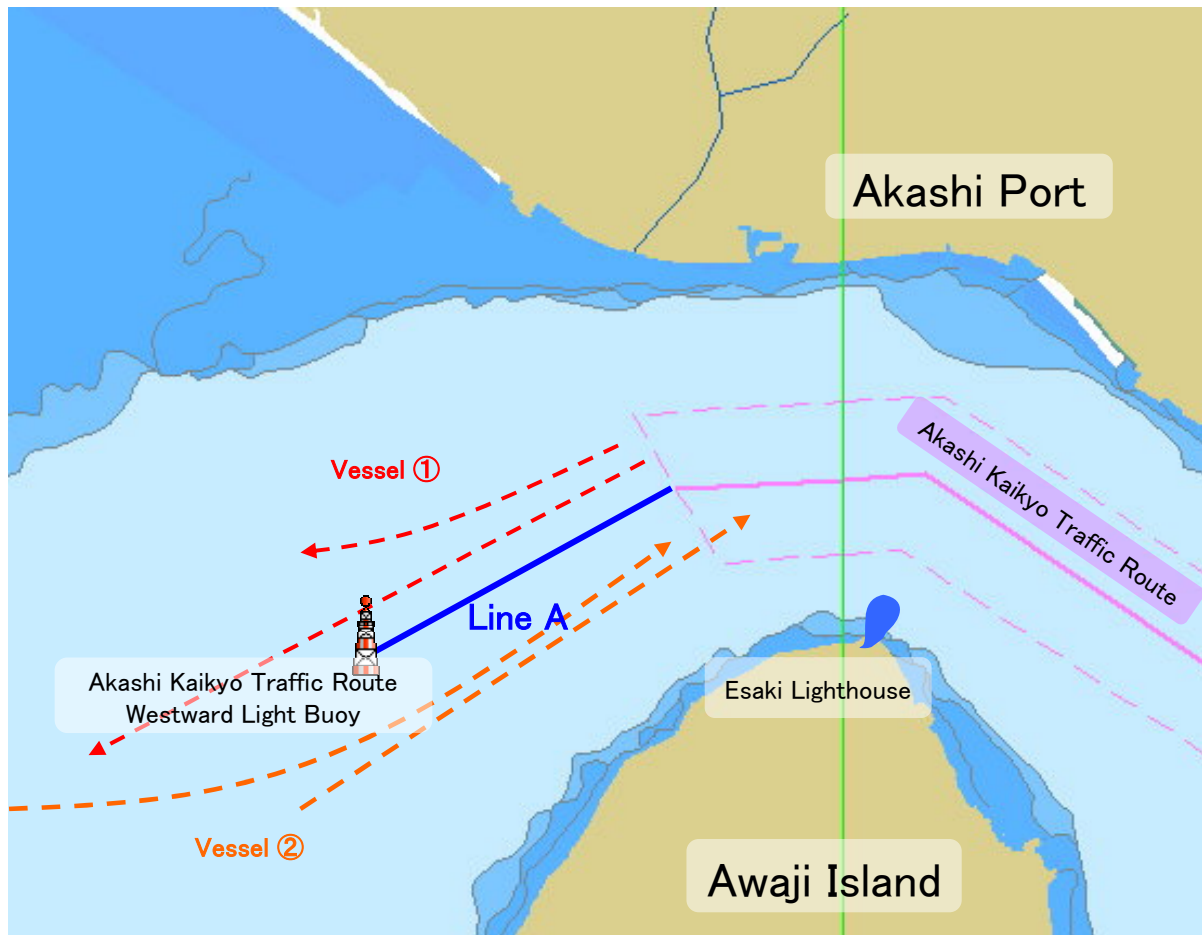 Akashi Port
Akashi Kaikyo Traffic Route
Vessel ①
Line A
Akashi Kaikyo Traffic Route
Westward Light Buoy
Esaki Lighthouse
Vessel ②
Awaji Island